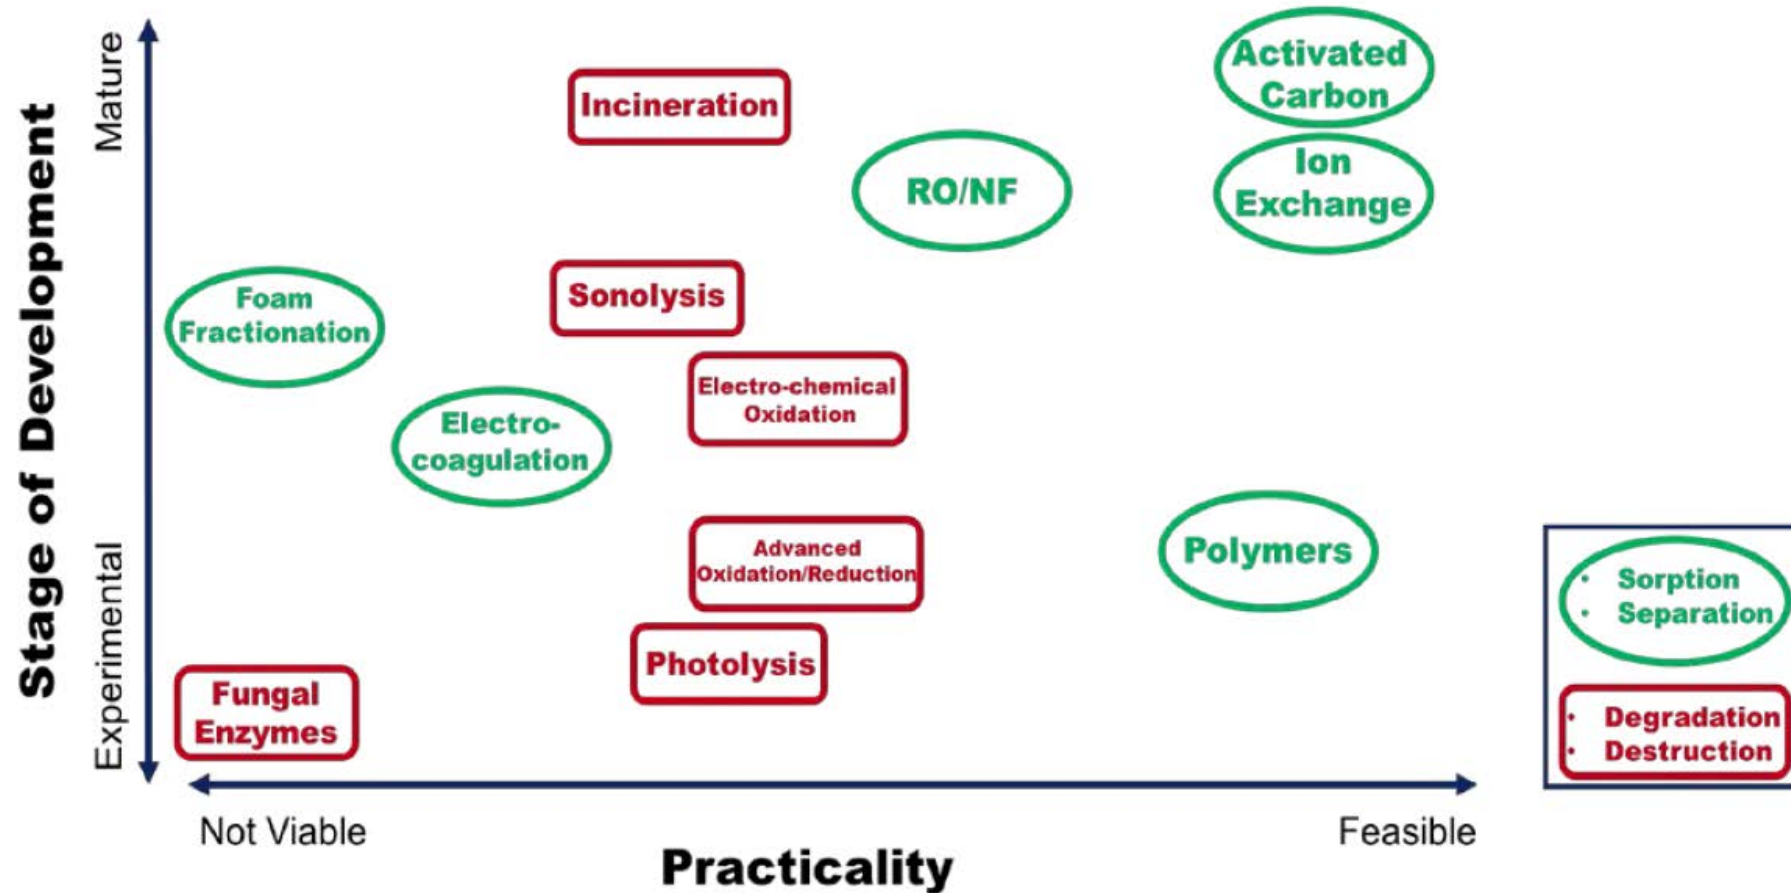 Stage of Development
Mature
Experimental
Incineration
Activated
Carbon
RO/NF
Ion
Exchange
Foam
Fractionation
Sonolysis
Electro-chemical
Oxidation
Electro-
coagulation
Advanced
Oxidation/Reduction
Polymers
Photolysis
Fungal
Enzymes
• Sorption
• Separation
• Degradation
• Destruction
Not Viable
Feasible
Practicality